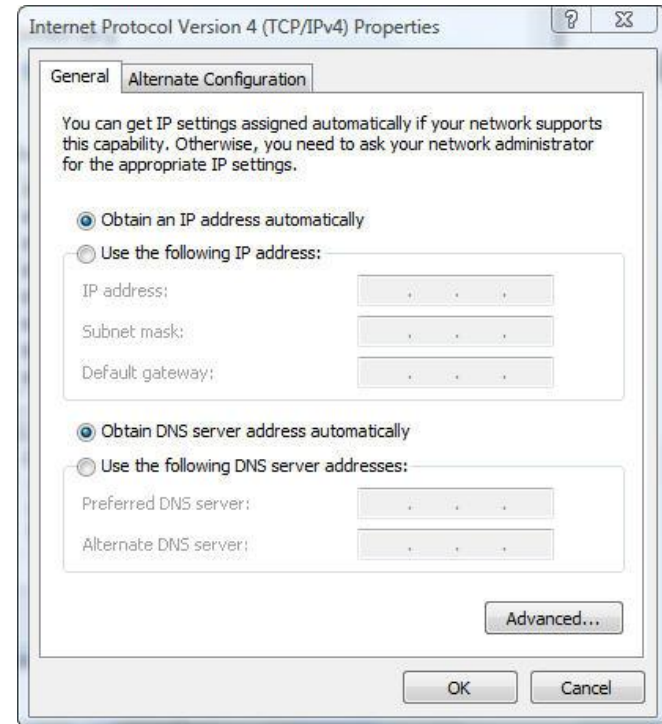 Internet Protocol Version 4 (TCP/IPv4) Properties
General
Alternate Configuration
You can get IP settings assigned automatically if your network supports
this capability. Otherwise, you need to ask your network administrator
for the appropriate IP settings.
Obtain an IP address automatically
Use the following IP address:
IP address:
Subnet mask:
Default gateway:
Obtain DNS server address automatically
Use the following DNS server addresses:
Preferred DNS server:
Alternate DNS server:
Advanced...
OK
Cancel